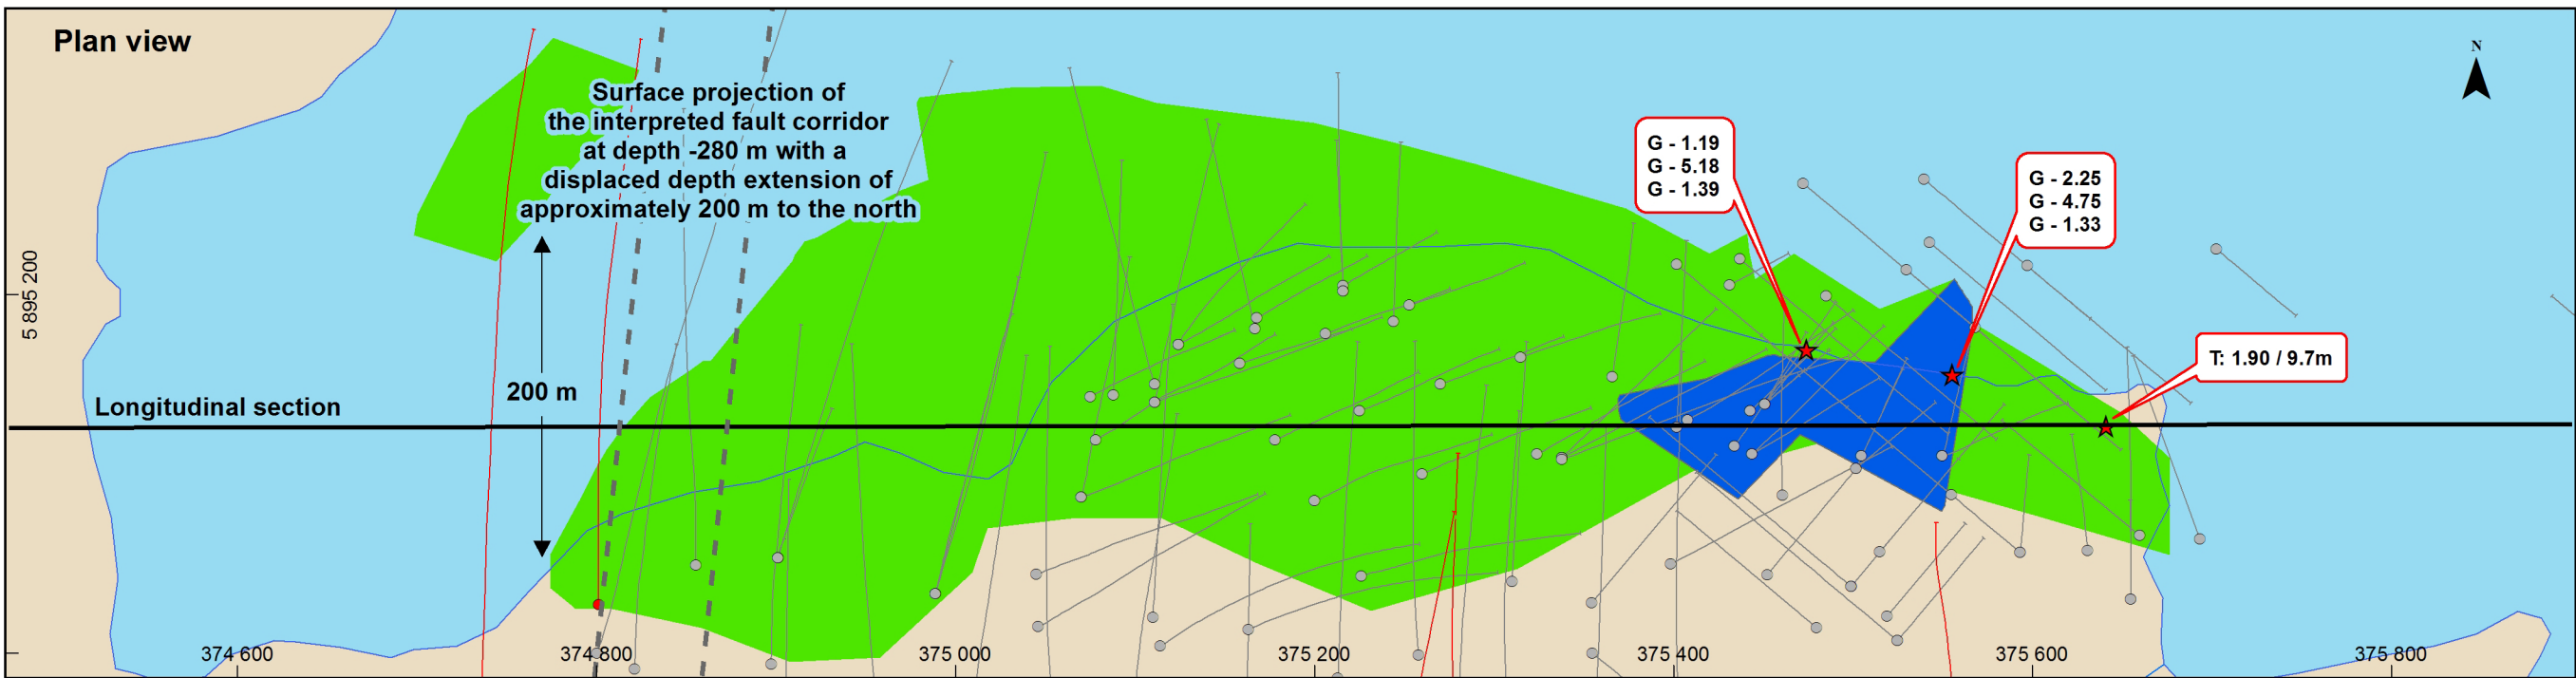 Plan view
N
Surface projection of
the interpreted fault corridor
at depth -280 m with a
displaced depth extension of
approximately 200 m to the north
G - 1.19
G - 5.18
G - 1.39
G - 2.25
G - 4.75
G - 1.33
5 895 200
T: 1.90 / 9.7m
200 m
Longitudinal section
374 600
374 800
375 000
375 200
375 400
375 600
375 800